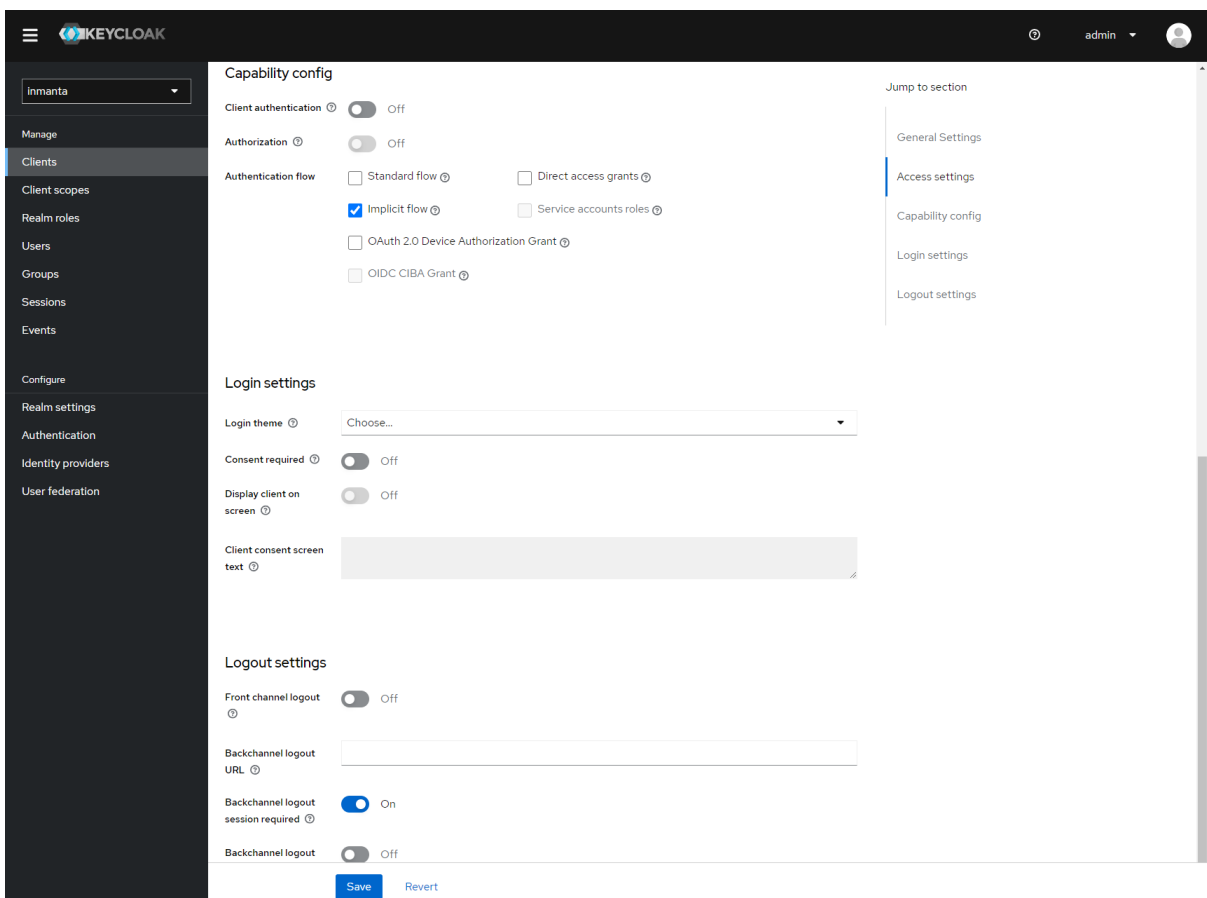 KEYCLOAK
admin
inmanta
Manage
Clients
Client scopes
Realm roles
Users
Groups
Sessions
Events
Configure
Realm settings
Authentication
Identity providers
User federation
Capability config
Client authentication
Off
Authorization
Off
Authentication flow
Standard flow
Direct access grants
Implicit flow
Service accounts roles
OAuth 2.0 Device Authorization Grant
OIDC CIBA Grant
Login settings
Login theme
Choose...
Consent required
Off
Display client on
screen
Off
Client consent screen
text
Logout settings
Front channel logout
Off
Backchannel logout
URL
Backchannel logout
session required
On
Backchannel logout
Off
Save
Revert
Jump to section
General Settings
Access settings
Capability config
Login settings
Logout settings